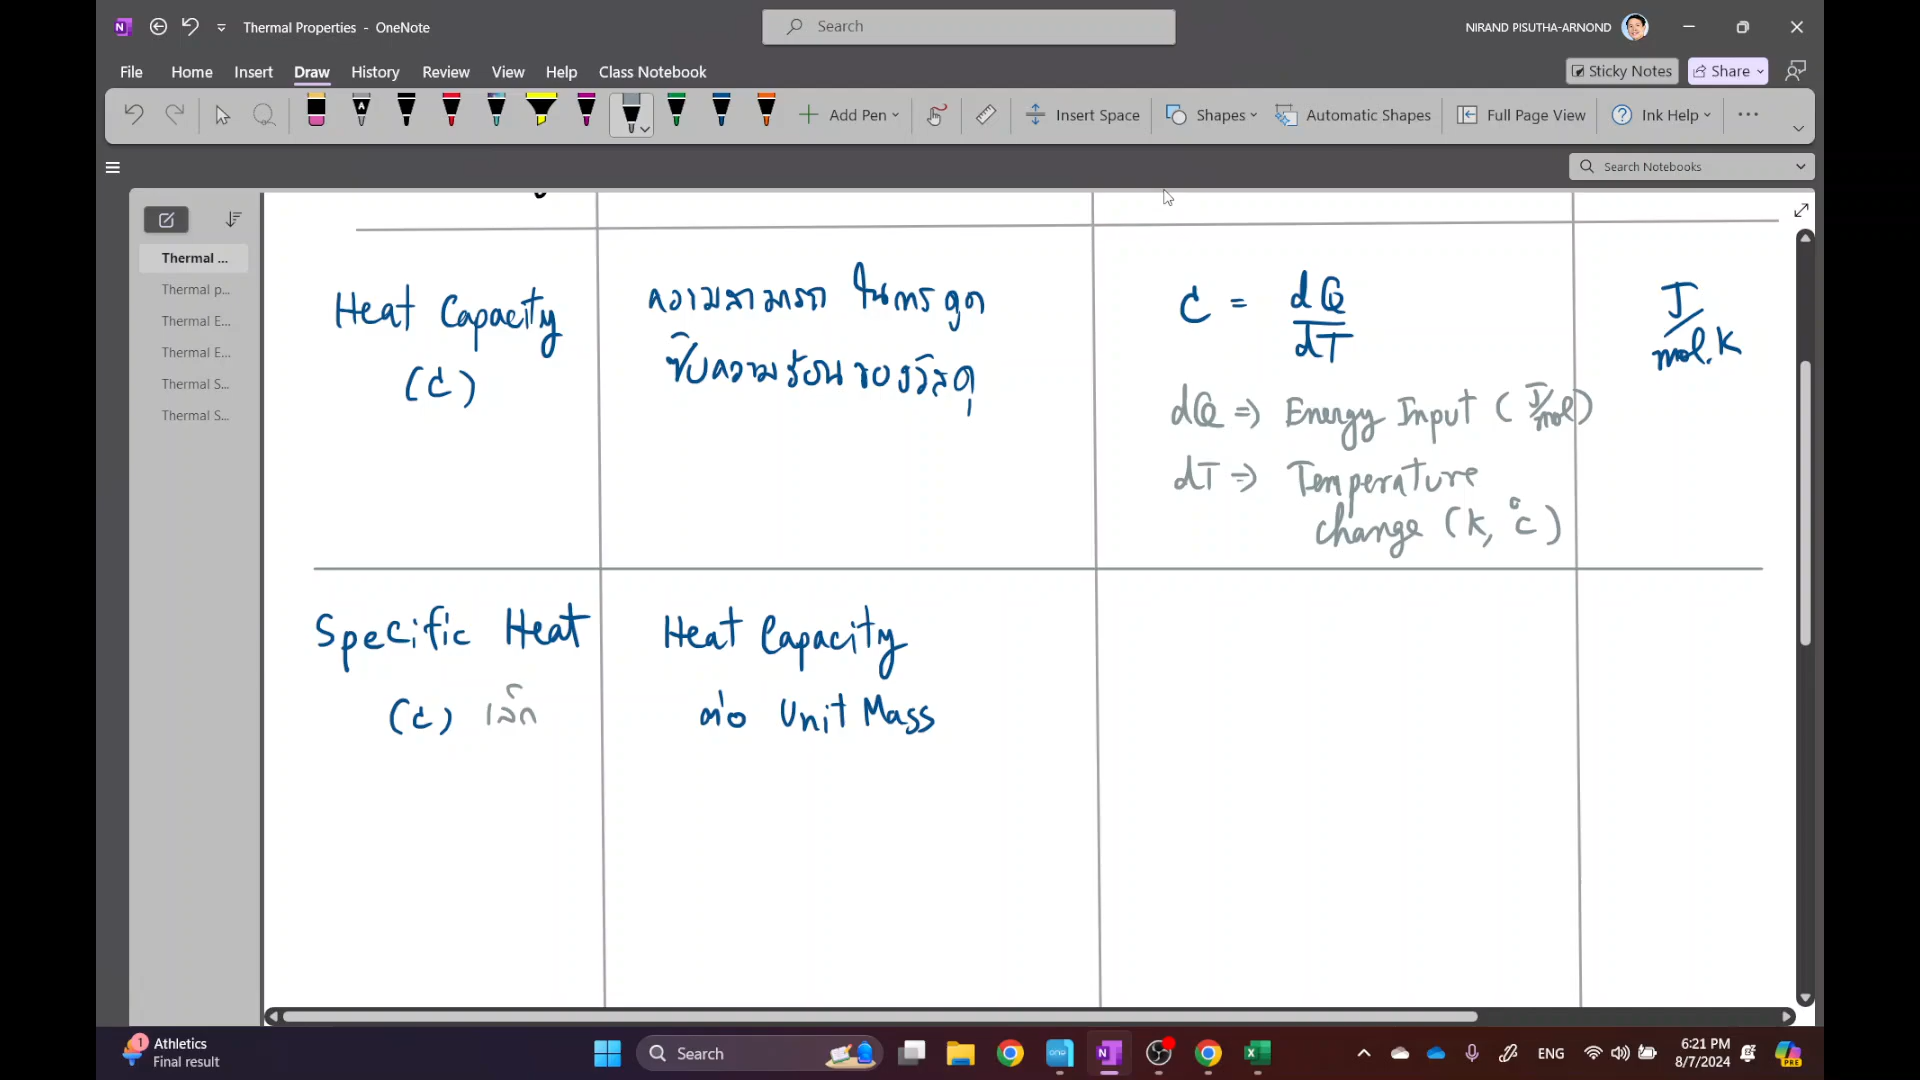 Thermal Properties - OneNote
Search
NIRAND PISUTHA-ARNOND
File Home Insert Draw History Review View Help Class Notebook
Sticky Notes Share
Add Pen Insert Space Shapes Automatic Shapes Full Page View Ink Help
Search Notebooks
Thermal ...
Thermal p...
Thermal E...
Thermal E...
Thermal S...
Thermal S...
Heat Capacity
(C)
ความสามารถ ในการดูด
ซับความร้อนของวัสดุ
C = dQ/dT
dQ => Energy Input (J/mol)
dT => Temperature
change (K, °C)
J/mol.K
Specific Heat
(c) เล็ก
Heat Capacity
ต่อ Unit Mass
1
Athletics
Final result
Search
ENG
6:21 PM
8/7/2024